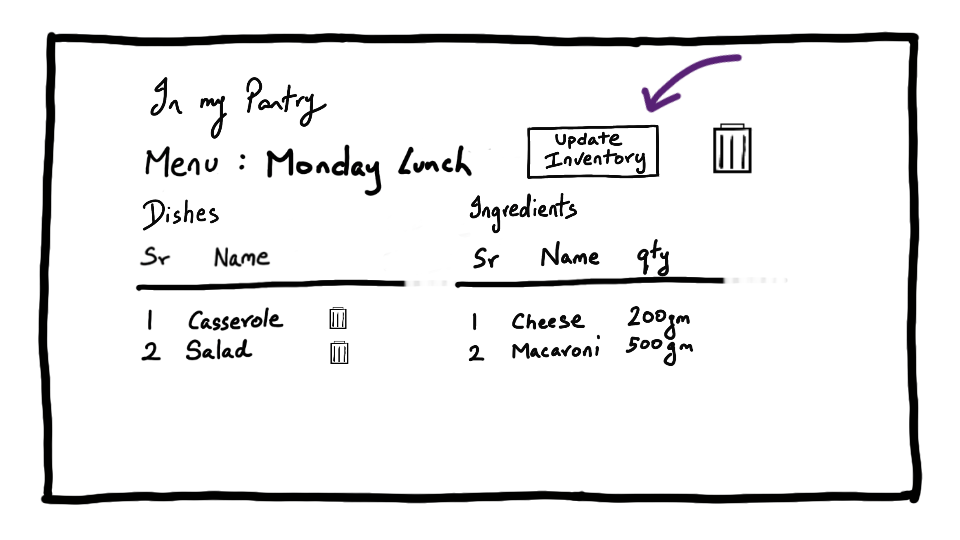 In my Pantry
Menu : Monday Lunch
Update
Inventory
Dishes
Sr Name
1 Casserole
2 Salad
Ingredients
Sr Name qty
1 Cheese 200gm
2 Macaroni 500gm